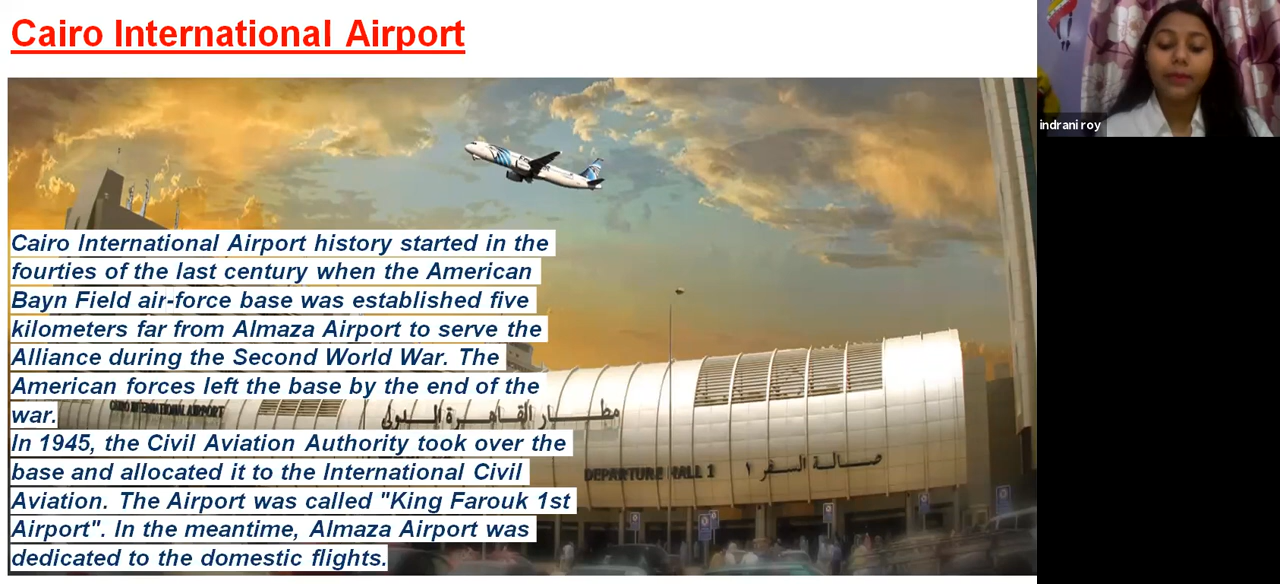 Cairo International Airport
indrani roy
Cairo International Airport history started in the
fourties of the last century when the American
Bayn Field air-force base was established five
kilometers far from Almaza Airport to serve the
Alliance during the Second World War. The
American forces left the base by the end of the
war.
CAIRO INTERNATIONAL AIRPORT
مطار القاهرة الدولى
In 1945, the Civil Aviation Authority took over the
base and allocated it to the International Civil
Aviation. The Airport was called "King Farouk 1st
Airport". In the meantime, Almaza Airport was
dedicated to the domestic flights.
DEPARTURE HALL 1
صالة السفر ١